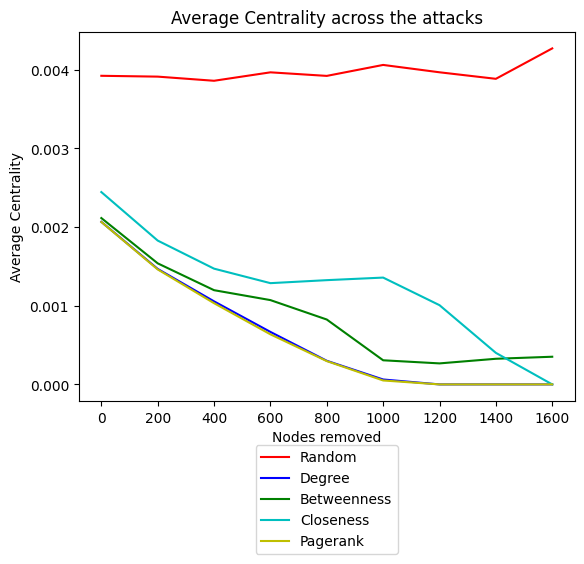 Average Centrality across the attacks
Average Centrality
0.004
0.003
0.002
0.001
0.000
0 200 400 600 800 1000 1200 1400 1600
Nodes removed
Random
Degree
Betweenness
Closeness
Pagerank